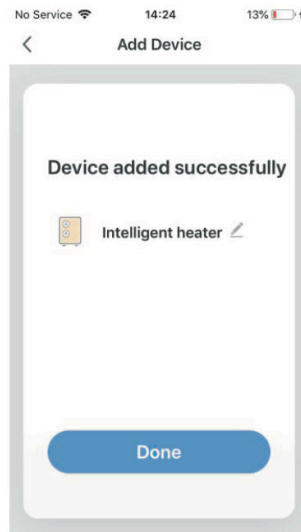 No Service 14:24 13%
Add Device
Device added successfully
Intelligent heater
Done